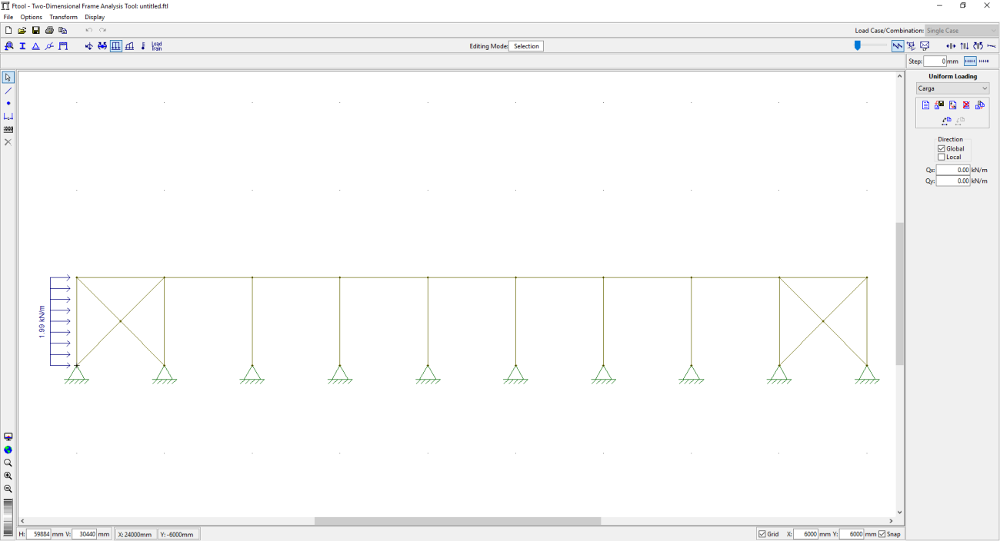 Ftool - Two-Dimensional Frame Analysis Tool: untitled.ftl
File Options Transform Display
Load Case/Combination: Single Case
Load Train
Editing Mode: Selection
Step: 0 mm
Uniform Loading
Carga
Direction
Global
Local
Qx: 0.00 kN/m
Qy: 0.00 kN/m
1.99 kN/m
H: 59884 mm V: 30440 mm X: 24000mm Y: -6000mm Grid X: 6000 mm Y: 6000 mm Snap